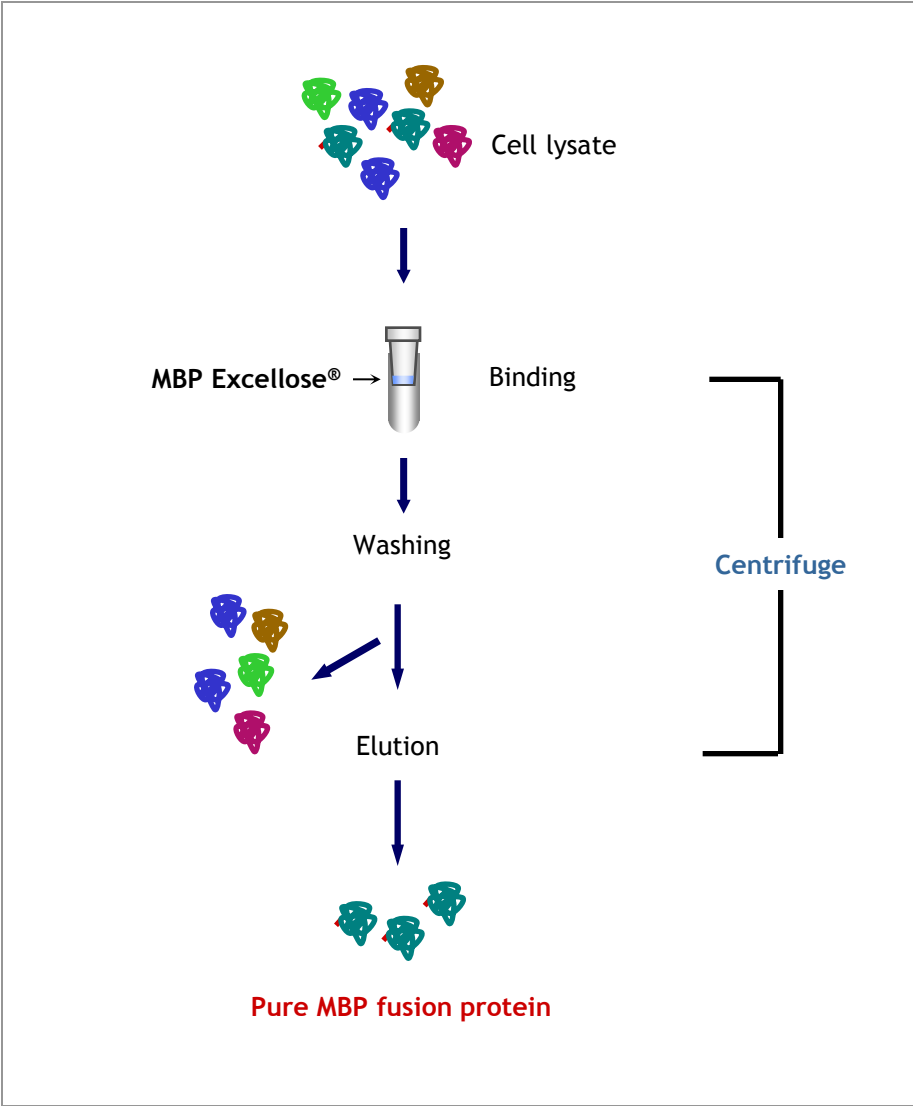 Cell lysate
MBP Excellose®
Binding
Washing
Centrifuge
Elution
Pure MBP fusion protein